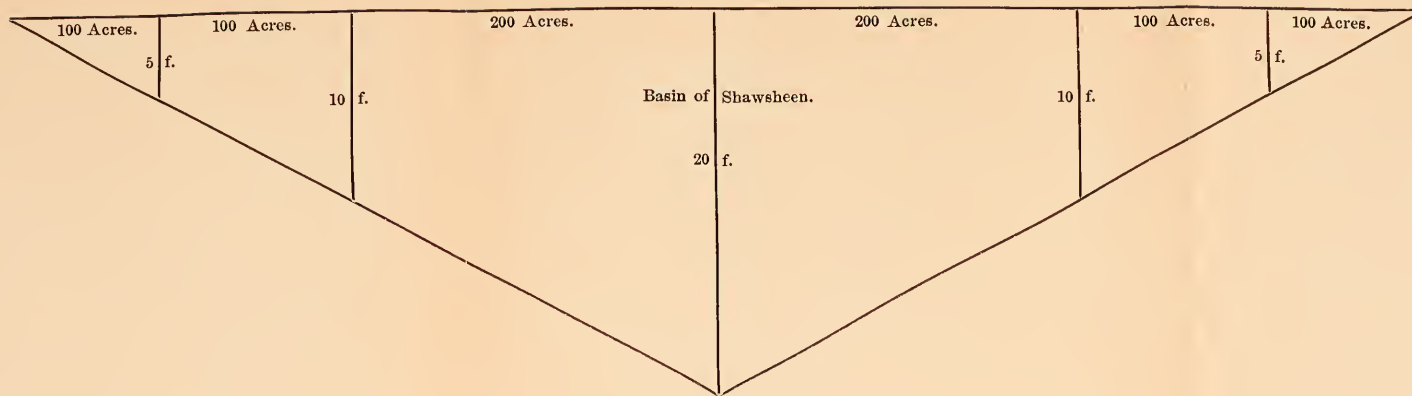 100 Acres. 100 Acres. 200 Acres. 200 Acres. 100 Acres. 100 Acres.
5 f. 5 f.
10 f. Basin of Shawsheen. 10 f.
20 f.